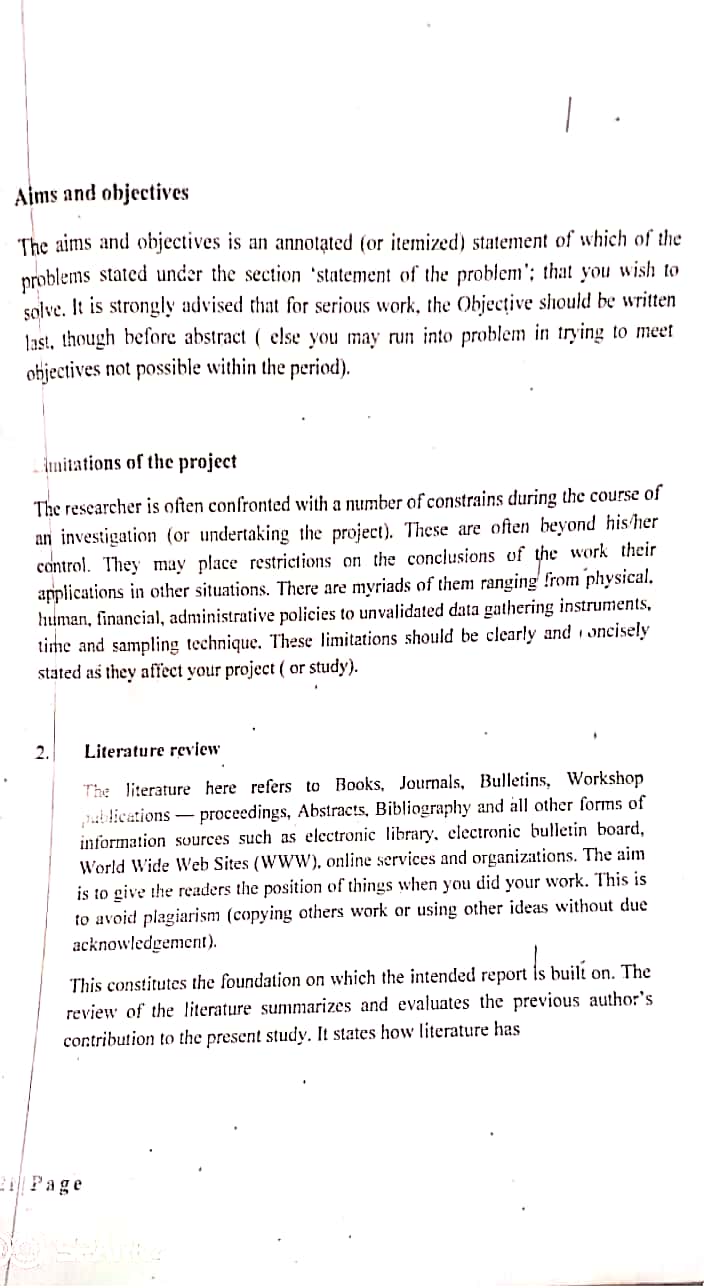 Aims and objectives
The aims and objectives is an annotated (or itemized) statement of which of the
problems stated under the section 'statement of the problem'; that you wish to
solve. It is strongly advised that for serious work, the Objective should be written
last, though before abstract ( else you may run into problem in trying to meet
objectives not possible within the period).
of the project
The researcher is often confronted with a number of constrains during the course of
an investigation (or undertaking the project). These are often beyond his/her
control. They may place restrictions on the conclusions of the work their
applications in other situations. There are myriads of them ranging from physical,
human, financial, administrative policies to unvalidated data gathering instruments,
time and sampling technique. These limitations should be clearly and concisely
stated as they affect your project ( or study).
2. Literature review
The literature here refers to Books, Journals, Bulletins, Workshop
publications — proceedings, Abstracts, Bibliography and all other forms of
information sources such as electronic library, electronic bulletin board,
World Wide Web Sites (WWW), online services and organizations. The aim
is to give the readers the position of things when you did your work. This is
to avoid plagiarism (copying others work or using other ideas without due
acknowledgement).
This constitutes the foundation on which the intended report is built on. The
review of the literature summarizes and evaluates the previous author's
contribution to the present study. It states how literature has
Page